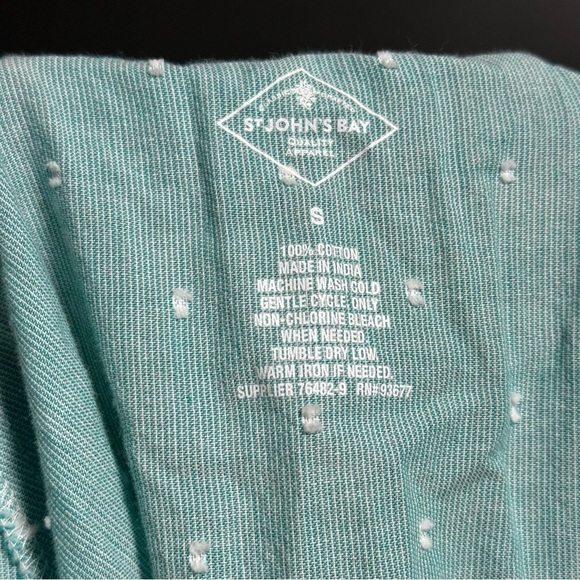 ST JOHN'S BAY
QUALITY
APPAREL
S
100% COTTON
MADE IN INDIA
MACHINE WASH COLD
GENTLE CYCLE ONLY
NON-CHLORINE BLEACH
WHEN NEEDED.
TUMBLE DRY LOW.
WARM IRON IF NEEDED.
SUPPLIER 76482-9 RN# 93677